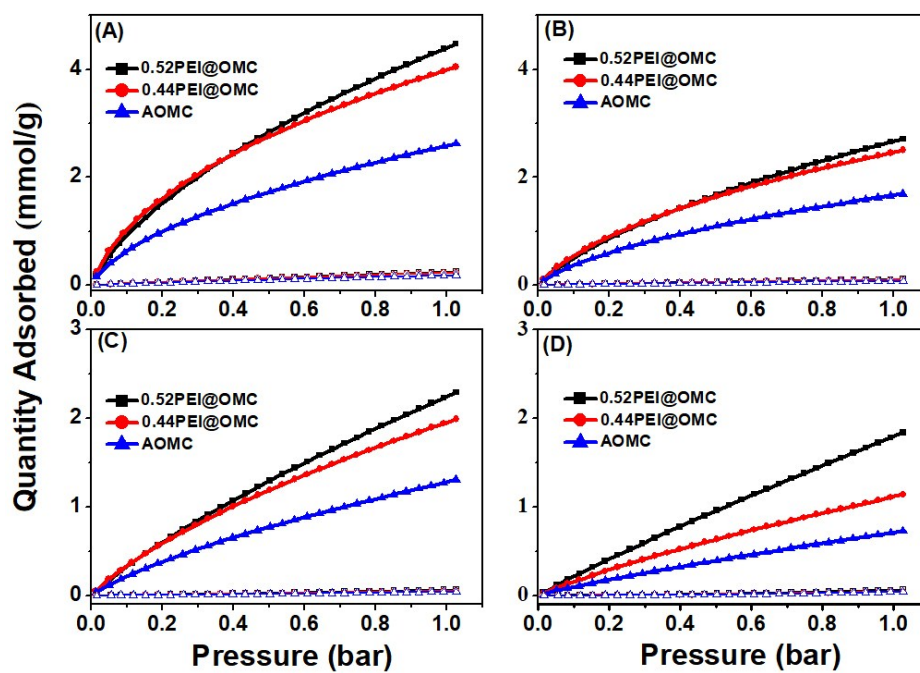 (A)
0.52PEI@OMC
0.44PEI@OMC
AOMC
4
2
0
(B)
0.52PEI@OMC
0.44PEI@OMC
AOMC
4
2
0
Quantity Adsorbed (mmol/g)
3
2
1
0
(C)
0.52PEI@OMC
0.44PEI@OMC
AOMC
0.0 0.2 0.4 0.6 0.8 1.0
Pressure (bar)
3
2
1
0
(D)
0.52PEI@OMC
0.44PEI@OMC
AOMC
0.0 0.2 0.4 0.6 0.8 1.0
Pressure (bar)